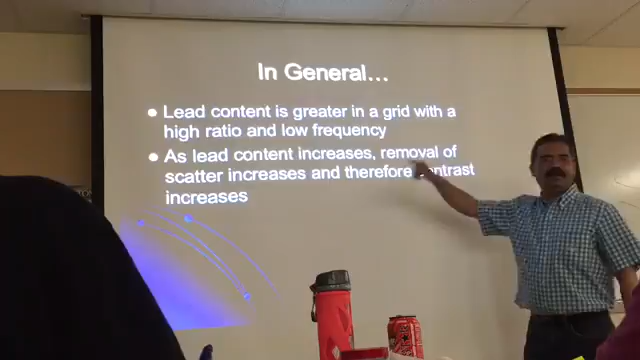 In General...
● Lead content is greater in a grid with a
high ratio and low frequency
● As lead content increases, removal of
scatter increases and therefore contrast
increases